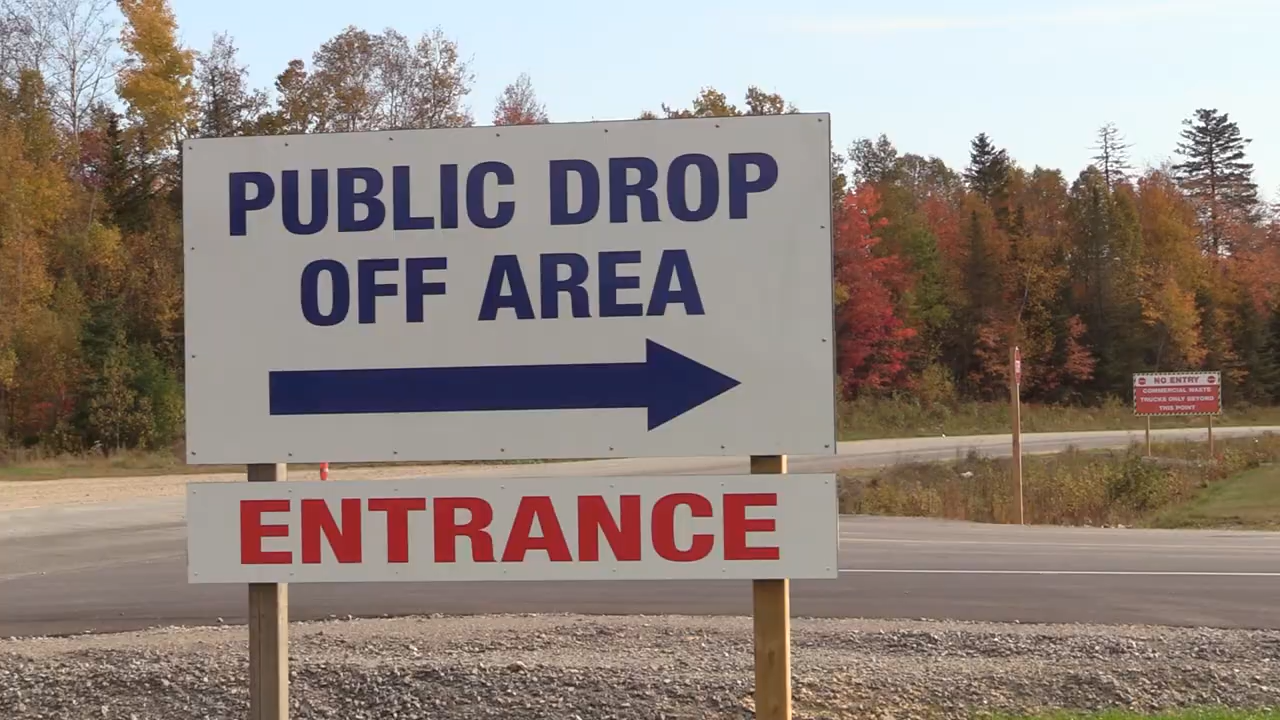 PUBLIC DROP
OFF AREA
ENTRANCE
NO ENTRY
COMMERCIAL WASTE
TRUCKS ONLY BEYOND
THIS POINT